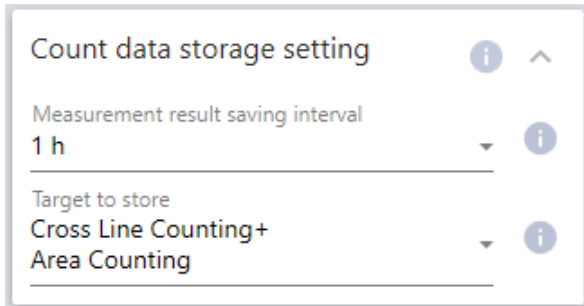 Count data storage setting
Measurement result saving interval
1 h
Target to store
Cross Line Counting+
Area Counting